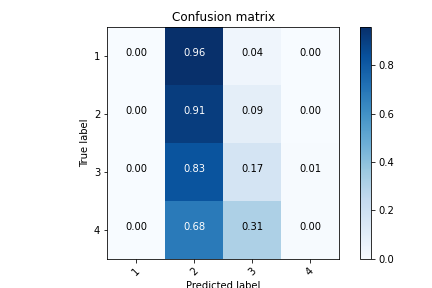 Confusion matrix
1 0.00 0.96 0.04 0.00
2 0.00 0.91 0.09 0.00
3 0.00 0.83 0.17 0.01
4 0.00 0.68 0.31 0.00
1 2 3 4
True label
Predicted label
0.8
0.6
0.4
0.2
0.0